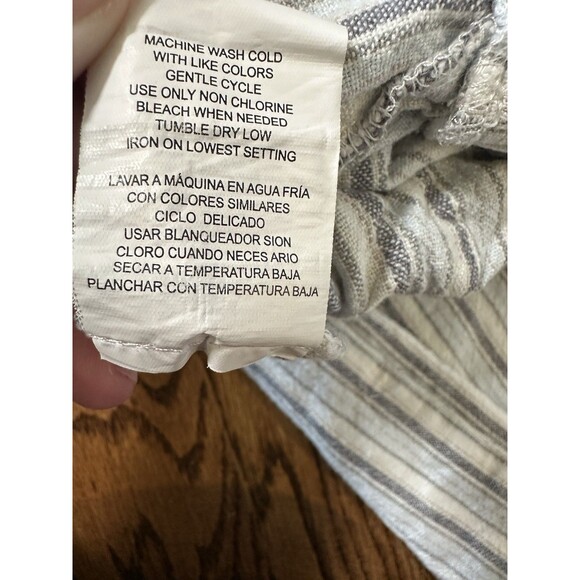 MACHINE WASH COLD
WITH LIKE COLORS
GENTLE CYCLE
USE ONLY NON CHLORINE
BLEACH WHEN NEEDED
TUMBLE DRY LOW
IRON ON LOWEST SETTING
LAVAR A MÁQUINA EN AGUA FRÍA
CON COLORES SIMILARES
CICLO DELICADO
USAR BLANQUEADOR SION
CLORO CUANDO NECES ARIO
SECAR A TEMPERATURA BAJA
PLANCHAR CON TEMPERATURA BAJA